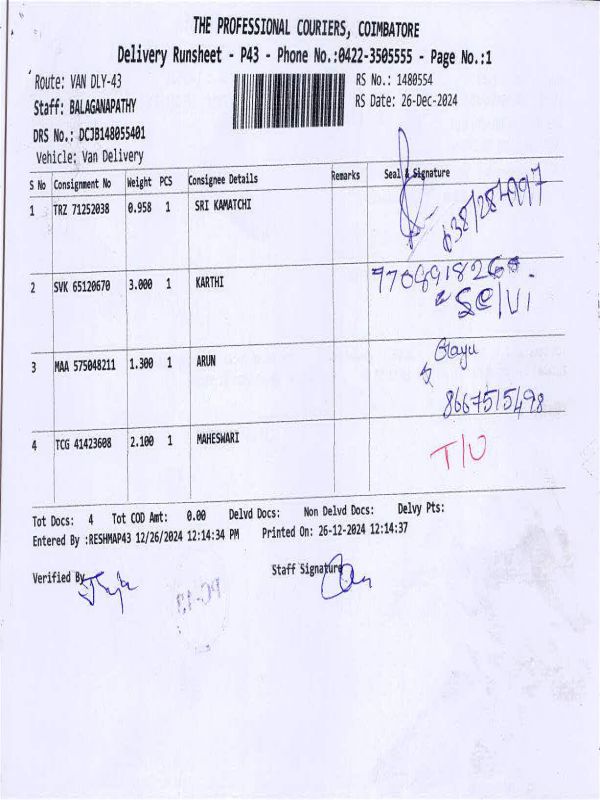 THE PROFESSIONAL COURIERS, COIMBATORE
Delivery Runsheet - P43 - Phone No.:0422-3505555 - Page No.:1
Route: VAN DLY-43 RS No.: 1480554
Staff: BALAGANAPATHY RS Date: 26-Dec-2024
DRS No.: DCJB148055401
Vehicle: Van Delivery
S No Consignment No Weight PCS Consignee Details Remarks Seal & Signature
1 TRZ 71252038 0.958 1 SRI KAMATCHI
2 SVK 65120670 3.000 1 KARTHI
Selvi
3 MAA 575048211 1.300 1 ARUN
8667515498
4 TCG 41423608 2.100 1 MAHESWARI T/U
Tot Docs: 4 Tot COD Amt: 0.00 Delvd Docs: Non Delvd Docs: Delvy Pts:
Entered By :RESHMAP43 12/26/2024 12:14:34 PM Printed On: 26-12-2024 12:14:37
Verified By Staff Signature